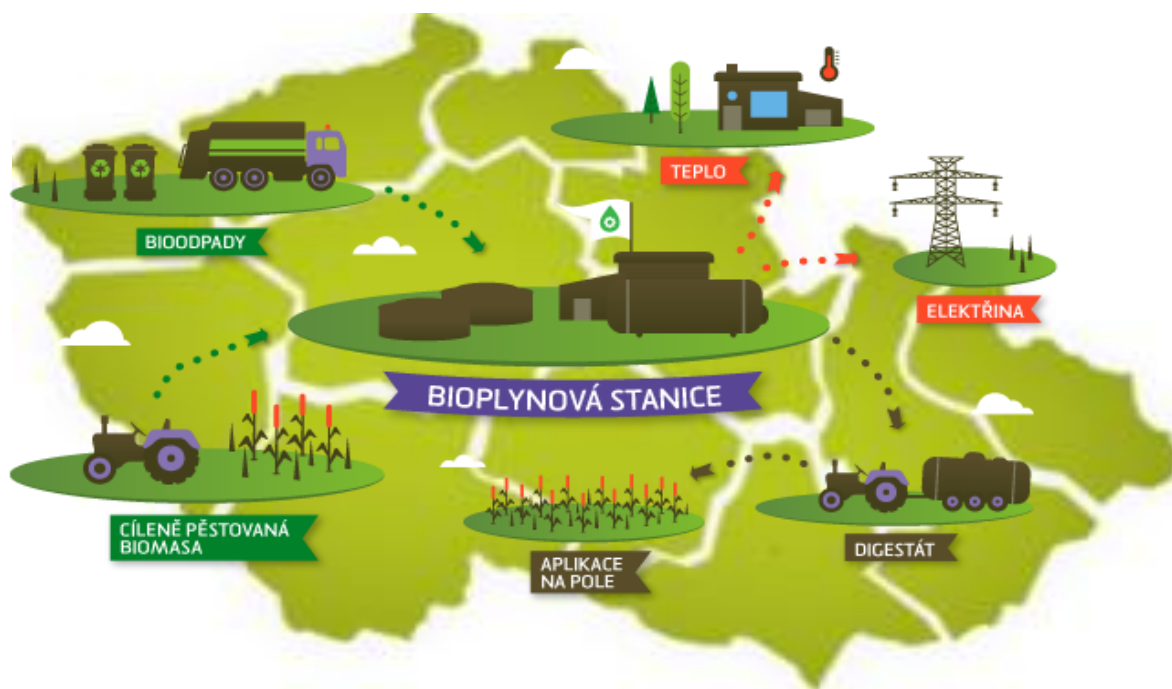 TEPLO
BIOODPADY
ELEKTŘINA
BIOPLYNOVÁ STANICE
CÍLENĚ PĚSTOVANÁ
BIOMASA
APLIKACE
NA POLE
DIGESTÁT